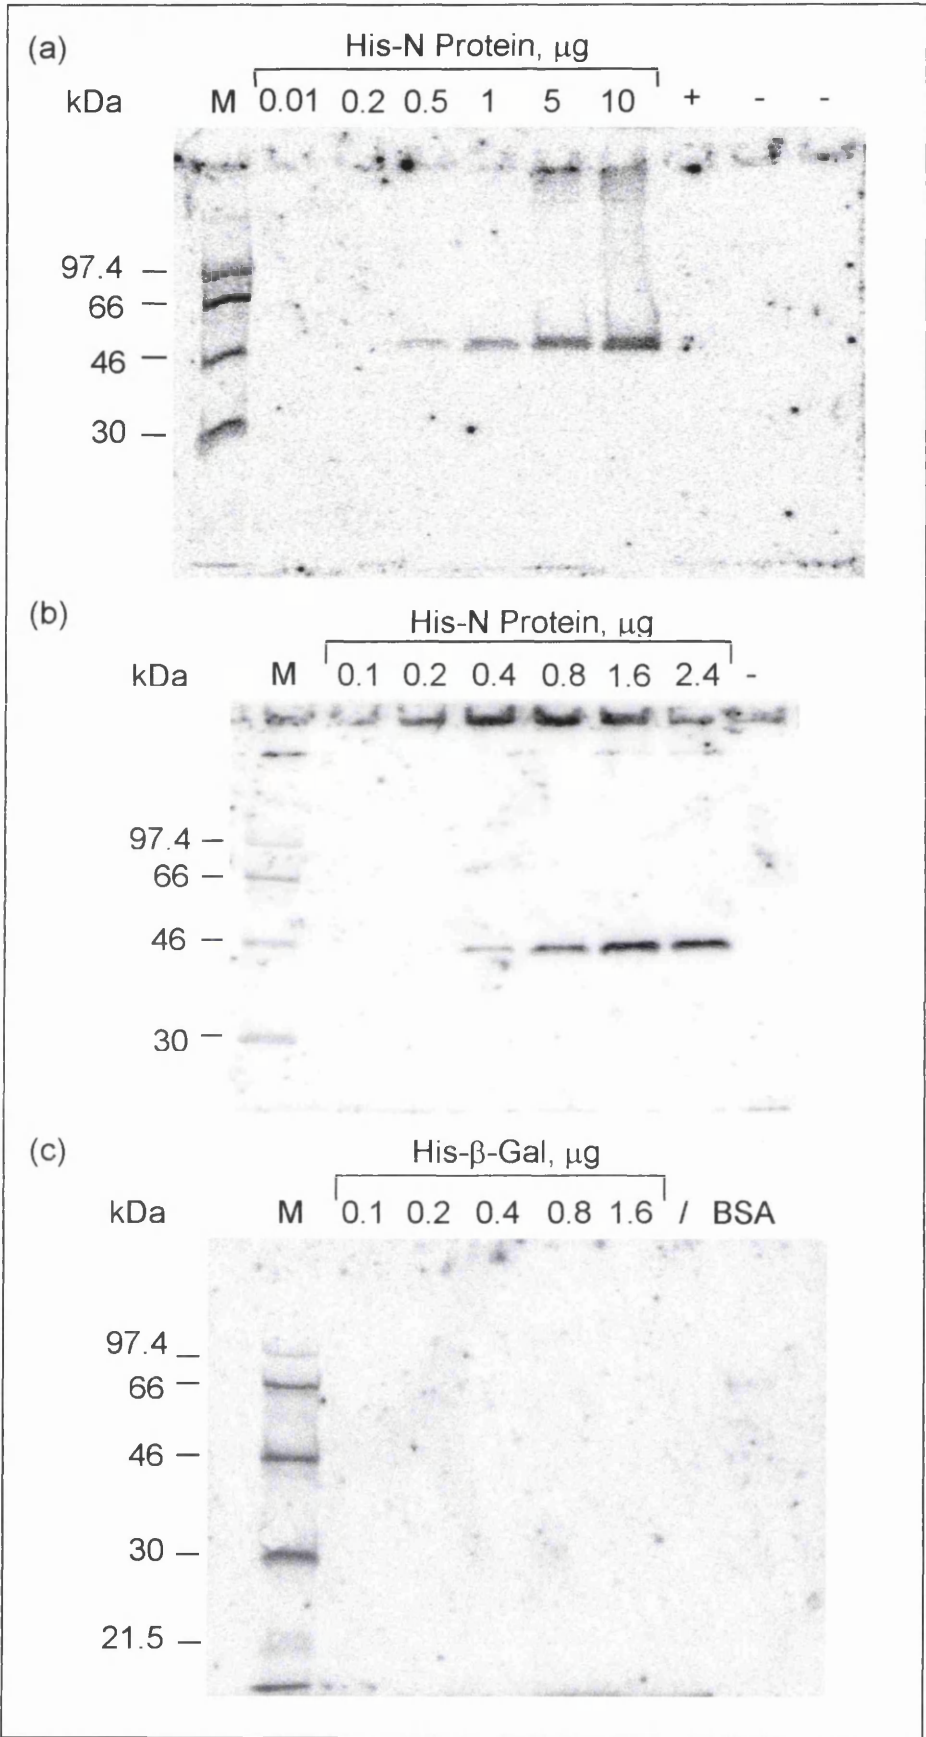 (a)
His-N Protein, μg
kDa M 0.01 0.2 0.5 1 5 10 + - -
97.4 –
66 –
46 –
30 –
(b)
His-N Protein, μg
kDa M 0.1 0.2 0.4 0.8 1.6 2.4 -
97.4 –
66 –
46 –
30 –
(c)
His-β-Gal, μg
kDa M 0.1 0.2 0.4 0.8 1.6 / BSA
97.4 –
66 –
46 –
30 –
21.5 –